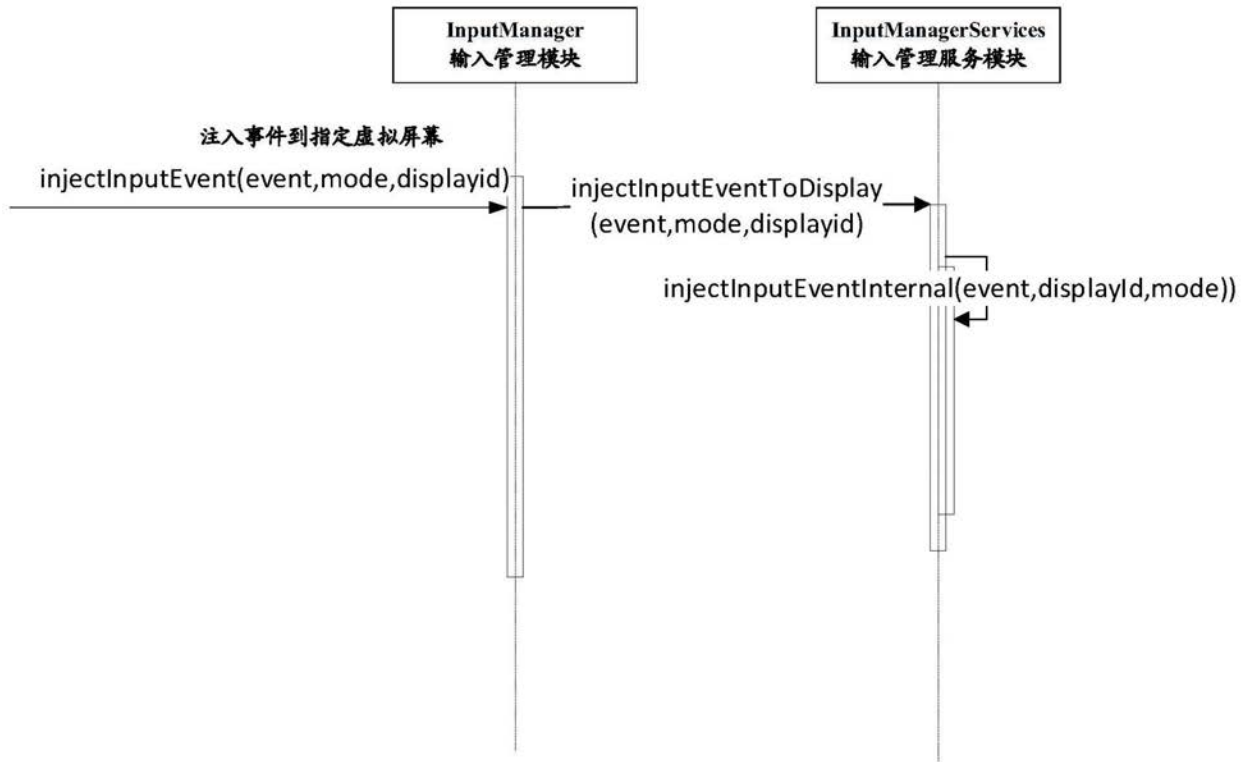 InputManager
输入管理模块
InputManagerServices
输入管理服务模块
注入事件到指定虚拟屏幕
injectInputEvent(event,mode,displayid)
injectInputEventToDisplay
(event,mode,displayid)
injectInputEventInternal(event,displayId,mode))